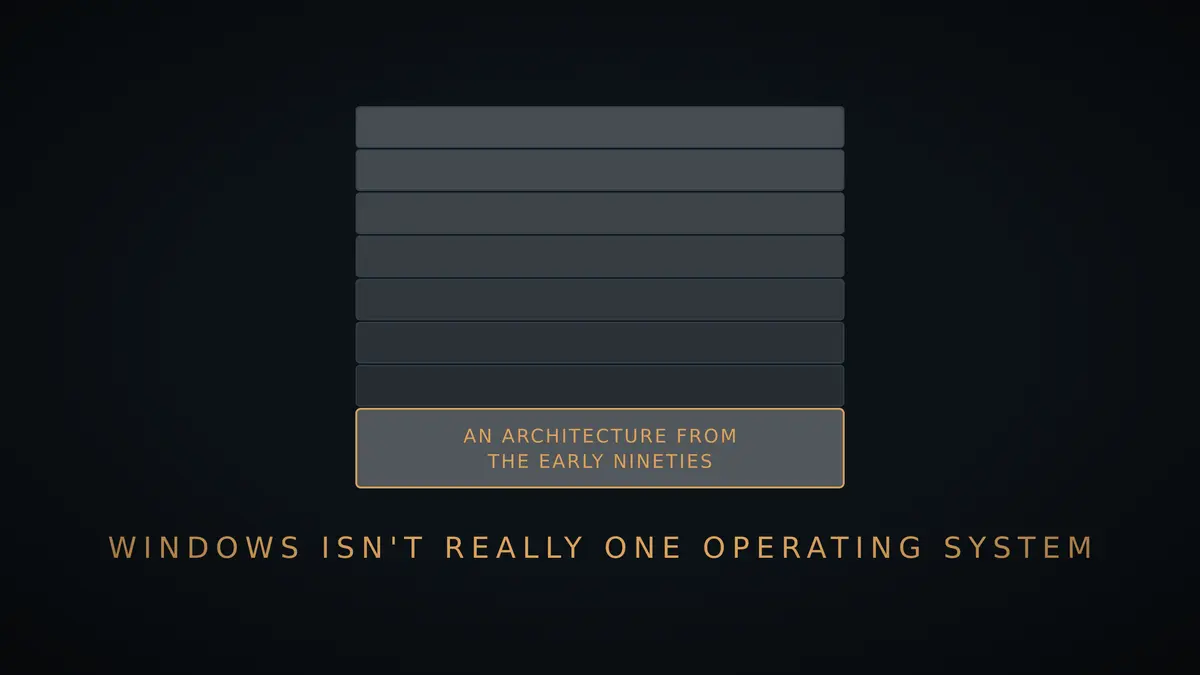 AN ARCHITECTURE FROM
THE EARLY NINETIES
WINDOWS ISN'T REALLY ONE OPERATING SYSTEM